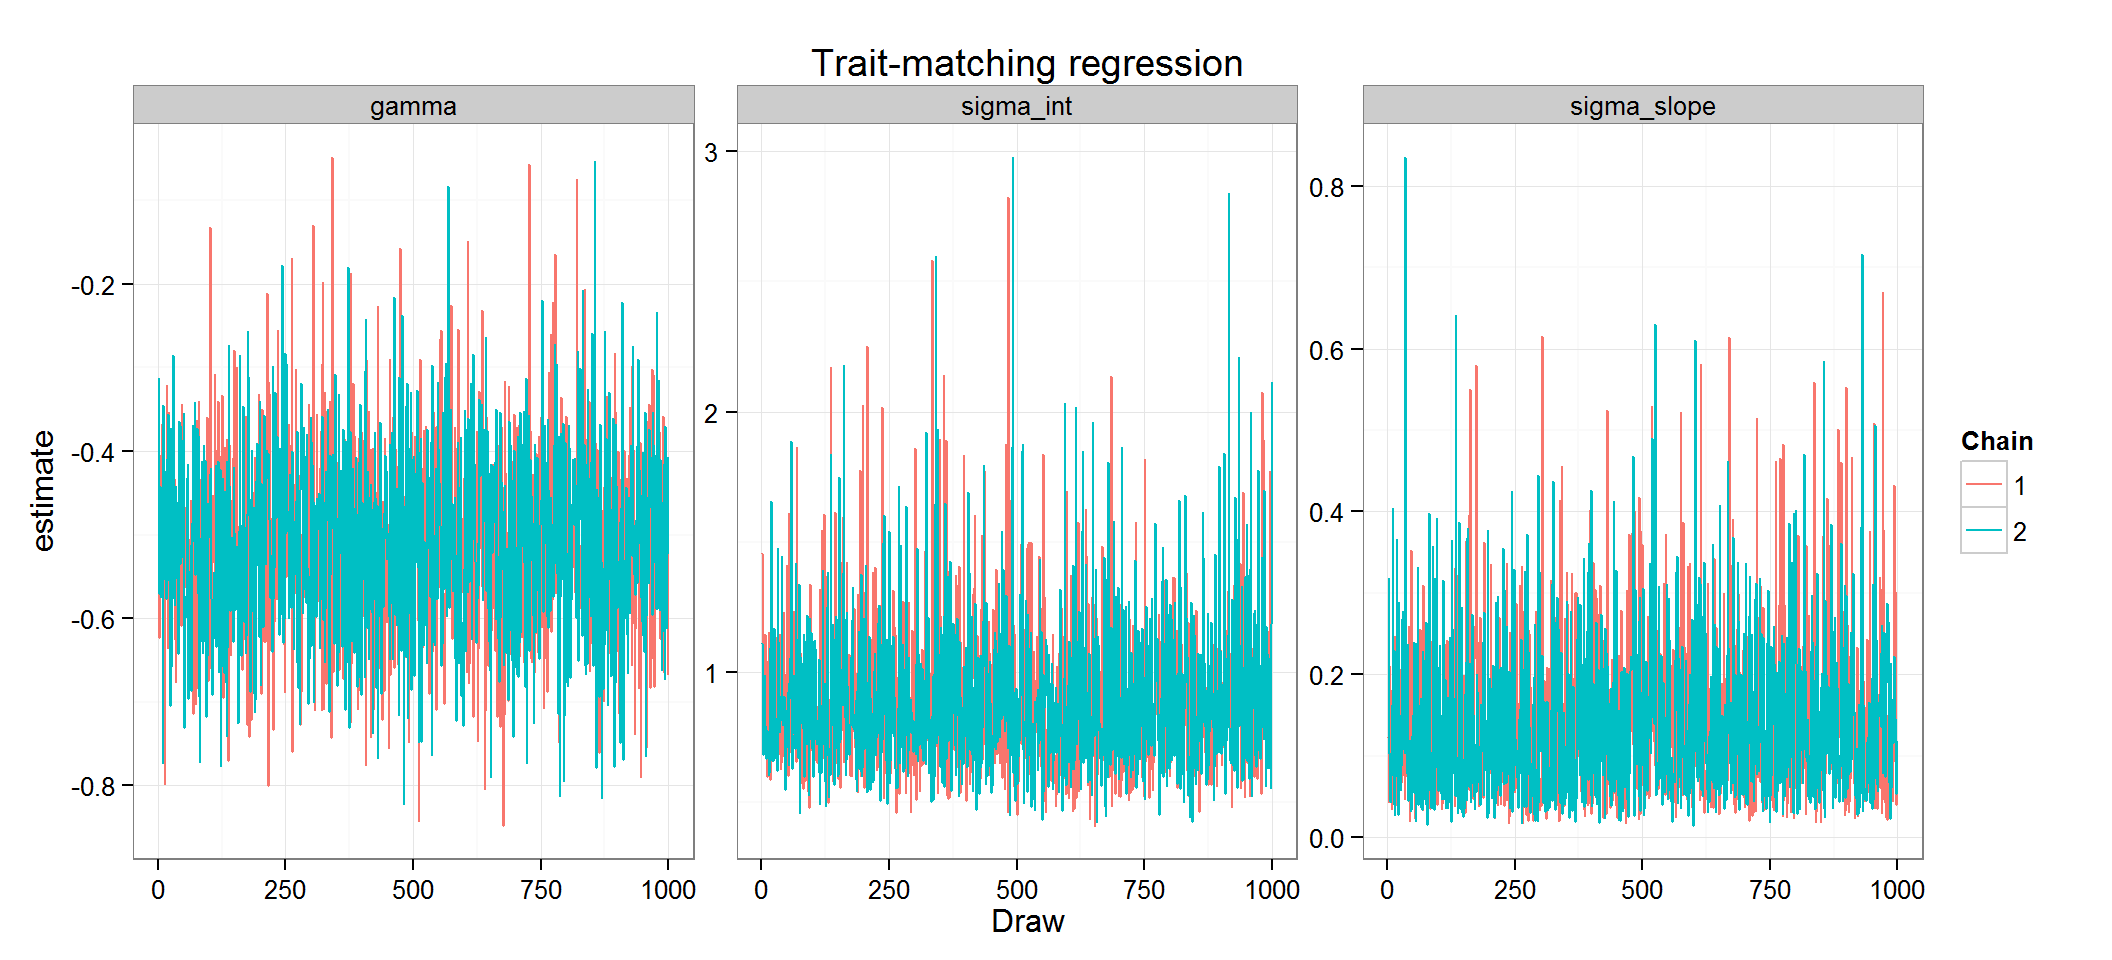 Trait-matching regression
gamma
sigma_int
sigma_slope
estimate
-0.2
-0.4
-0.6
-0.8
3
2
1
0.8
0.6
0.4
0.2
0.0
0 250 500 750 1000
0 250 500 750 1000
0 250 500 750 1000
Draw
Chain
1
2